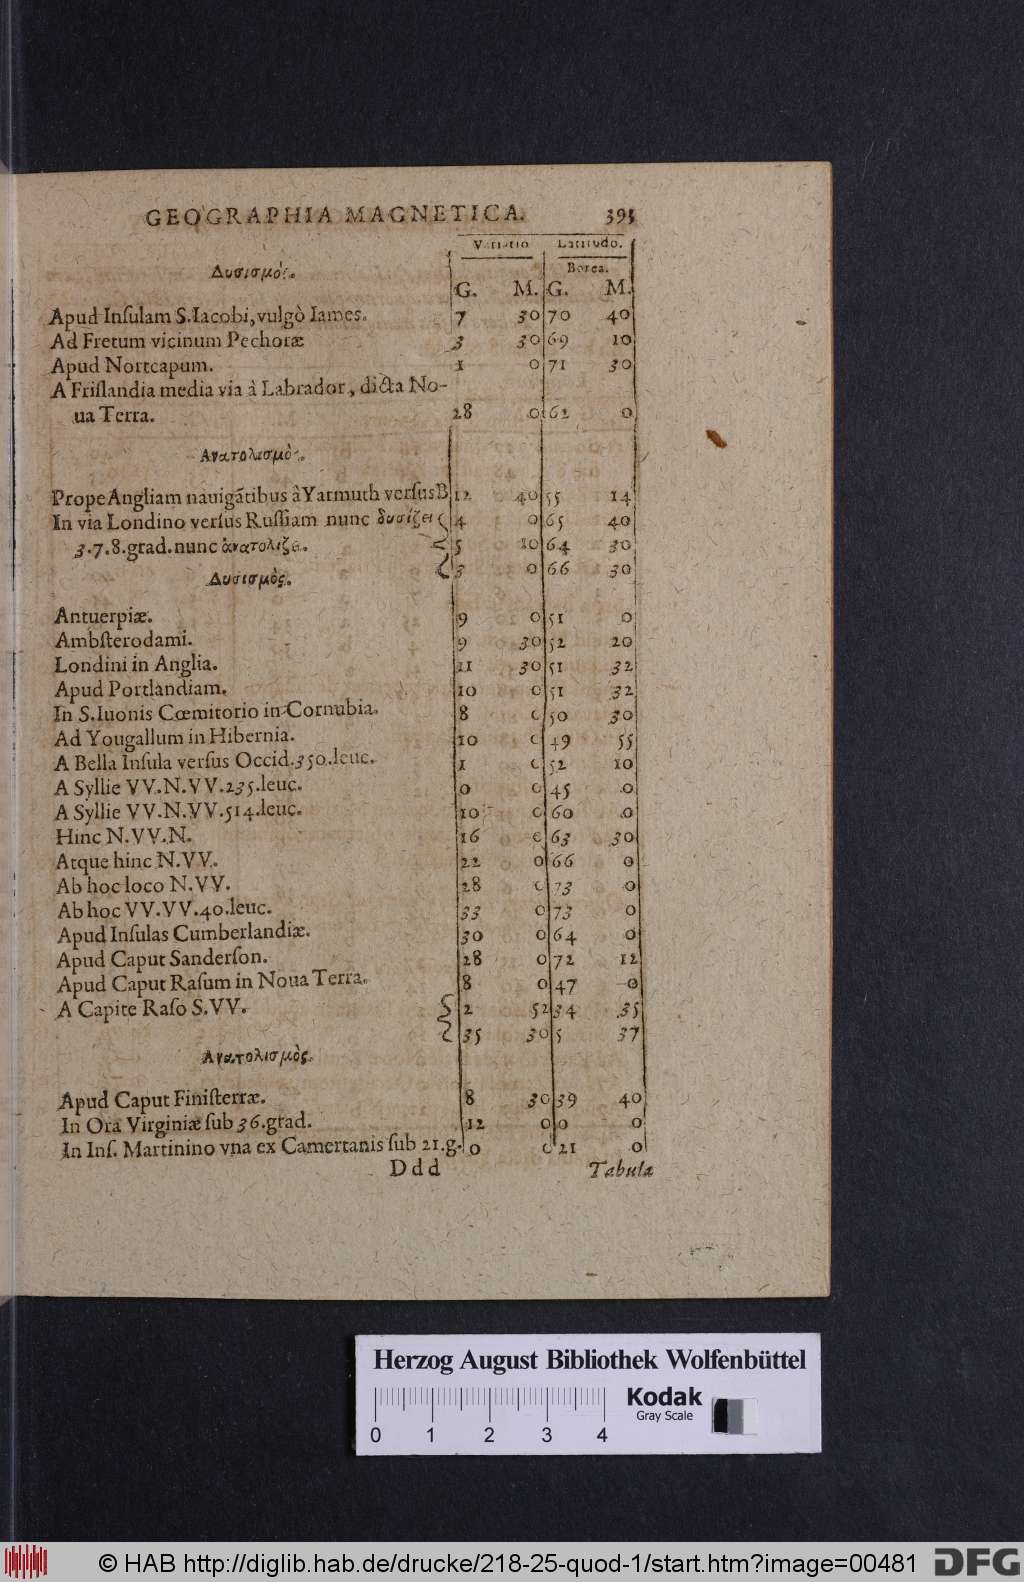 GEOGRAPHIA MAGNETICA. 395
Variatio Latitudo.
Δυσισμὸς. Borea.
G. M. G. M.
Apud Inſulam S. Iacobi, vulgò Iames. 7 30 70 40
Ad Fretum vicinum Pechoræ 3 30 69 10
Apud Nortcapum. 1 0 71 30
A Friſlandia media via à Labrador, dicta No-
ua Terra. 28 0 62 0
Ανατολισμὸς.
Prope Angliam nauigãtibus à Yarmuth verſus B 12 40 55 14
In via Londino verſus Ruſſiam nunc δυσίζει 4 0 65 40
3.7.8. grad. nunc ἀνατολίζει. 5 10 64 30
Δυσισμὸς. 3 0 66 30
Antuerpiæ. 9 0 51 0
Ambſterodami. 9 30 52 20
Londini in Anglia. 11 30 51 32
Apud Portlandiam. 10 0 51 32
In S. Iuonis Cœmitorio in Cornubia. 8 0 50 30
Ad Yougallum in Hibernia. 10 0 49 55
A Bella Inſula verſus Occid. 350. leuc. 1 0 52 10
A Syllie VV. N. VV. 235. leuc. 0 0 45 0
A Syllie VV. N. VV. 514. leuc. 10 0 60 0
Hinc N. VV. N. 16 0 63 30
Atque hinc N. VV. 22 0 66 0
Ab hoc loco N. VV. 28 0 73 0
Ab hoc VV. VV. 40. leuc. 33 0 73 0
Apud Inſulas Cumberlandiæ. 30 0 64 0
Apud Caput Sanderſon. 28 0 72 12
Apud Caput Raſum in Noua Terra. 8 0 47 0
A Capite Raſo S. VV. 2 52 34 35
35 30 5 37
Ανατολισμὸς.
Apud Caput Finiſterræ. 8 30 39 40
In Ora Virginiæ ſub 36. grad. 12 0 0 0
In Inſ. Martinino vna ex Camertanis ſub 21. g. 0 0 21 0
Ddd Tabula
Herzog August Bibliothek Wolfenbüttel
Kodak
Gray Scale
0 1 2 3 4
© HAB http://diglib.hab.de/drucke/218-25-quod-1/start.htm?image=00481 DFG